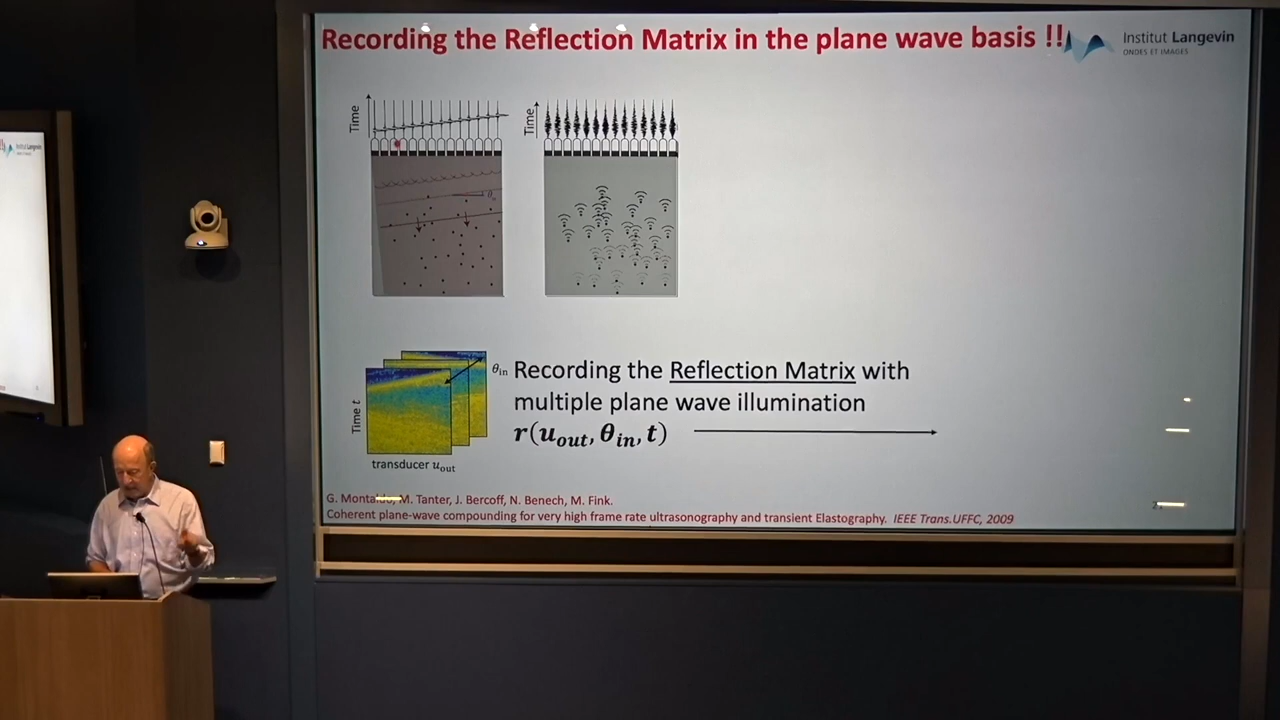 Recording the Reflection Matrix in the plane wave basis !!
Institut Langevin
ONDES ET IMAGES
Time
Time
θin Recording the Reflection Matrix with
multiple plane wave illumination
r(uout, θin, t)
Time t
transducer uout
M. Tanter, J. Bercoff, N. Benech, M. Fink.
Coherent plane-wave compounding for very high frame rate ultrasonography and transient Elastography. IEEE Trans.UFFC, 2009